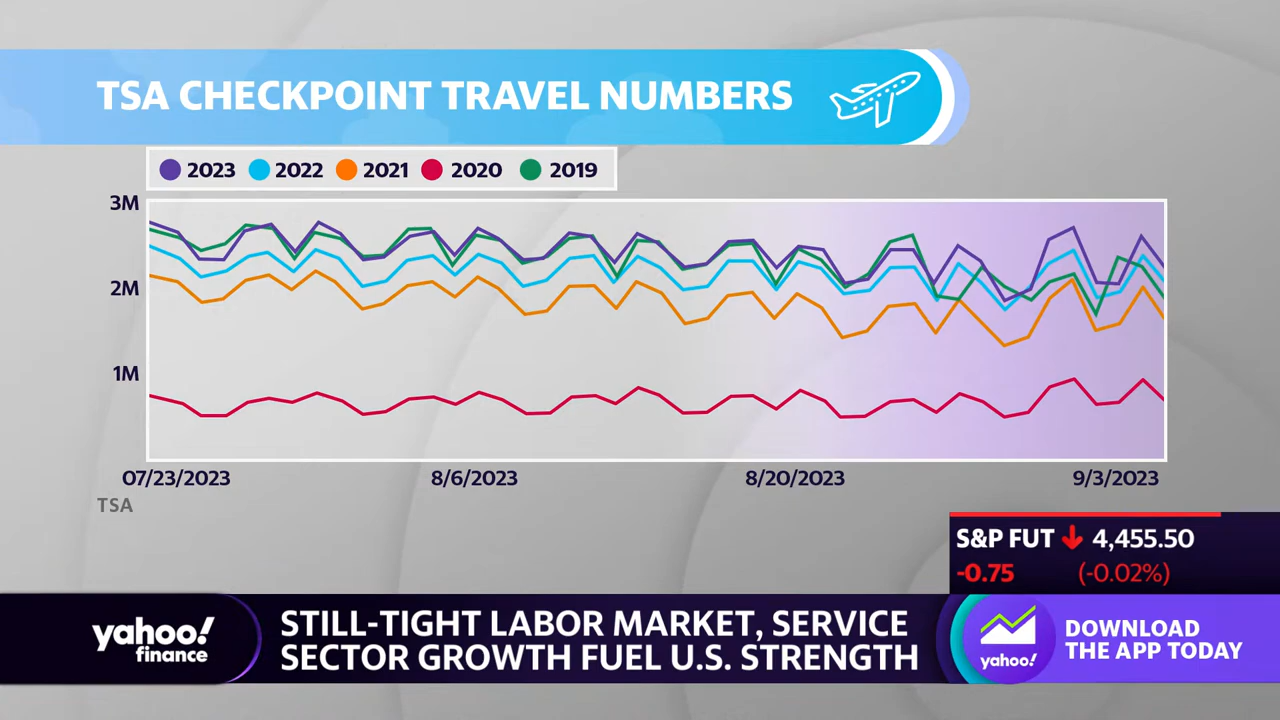 TSA CHECKPOINT TRAVEL NUMBERS
2023 2022 2021 2020 2019
3M
2M
1M
07/23/2023 8/6/2023 8/20/2023 9/3/2023
TSA
S&P FUT 4,455.50
-0.75 (-0.02%)
yahoo!
finance
STILL-TIGHT LABOR MARKET, SERVICE
SECTOR GROWTH FUEL U.S. STRENGTH
yahoo!
DOWNLOAD
THE APP TODAY